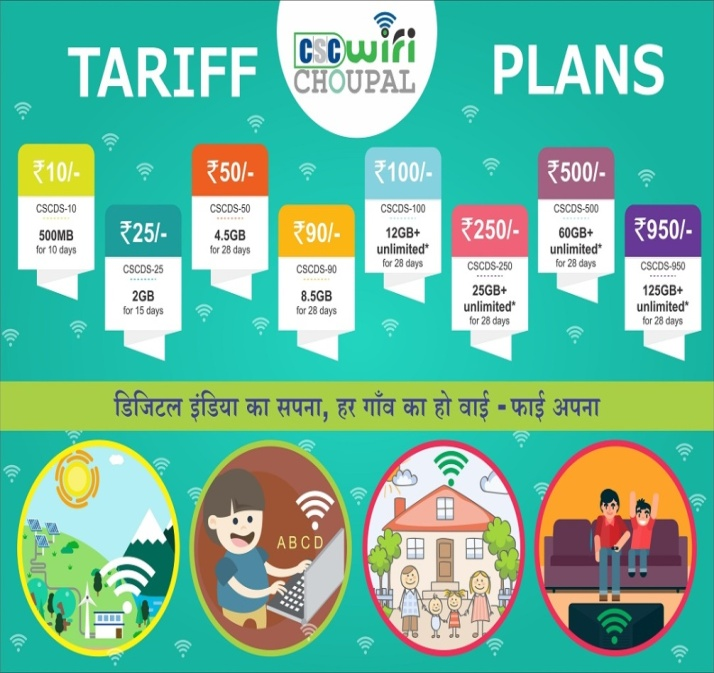 TARIFF
CSC wifi
CHOUPAL
PLANS
₹10/-
CSCDS-10
500MB
for 10 days
₹25/-
CSCDS-25
2GB
for 15 days
₹50/-
CSCDS-50
4.5GB
for 28 days
₹90/-
CSCDS-90
8.5GB
for 28 days
₹100/-
CSCDS-100
12GB+
unlimited*
for 28 days
₹250/-
CSCDS-250
25GB+
unlimited*
for 28 days
₹500/-
CSCDS-500
60GB+
unlimited*
for 28 days
₹950/-
CSCDS-950
125GB+
unlimited*
for 28 days
डिजिटल इंडिया का सपना, हर गाँव का हो वाई - फाई अपना
A B C D